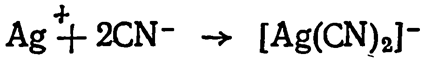 Ag⁺ + 2CN⁻ → [Ag(CN)₂]⁻